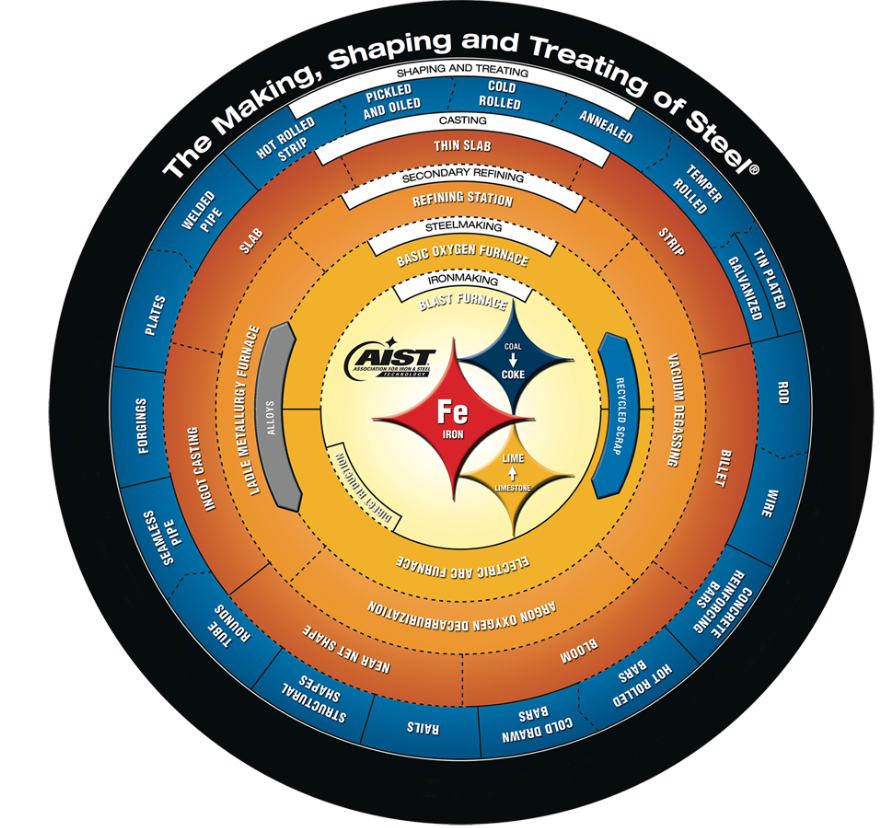 The Making, Shaping and Treating of Steel®
SHAPING AND TREATING
HOT ROLLED
STRIP
PICKLED
AND OILED
COLD
ROLLED
ANNEALED
TEMPER
ROLLED
TIN PLATED
GALVANIZED
ROD
WIRE
CONCRETE
REINFORCING
BARS
HOT ROLLED
BARS
COLD DRAWN
BARS
RAILS
STRUCTURAL
SHAPES
TUBE
ROUNDS
SEAMLESS
PIPE
FORGINGS
PLATES
WELDED
PIPE
CASTING
THIN SLAB
STRIP
BILLET
BLOOM
NEAR NET SHAPE
INGOT CASTING
SLAB
SECONDARY REFINING
REFINING STATION
VACUUM DEGASSING
ARGON OXYGEN DECARBURIZATION
LADLE METALLURGY FURNACE
STEELMAKING
BASIC OXYGEN FURNACE
RECYCLED SCRAP
ELECTRIC ARC FURNACE
ALLOYS
IRONMAKING
BLAST FURNACE
DIRECT REDUCTION
AIST
ASSOCIATION FOR IRON & STEEL
TECHNOLOGY
COAL
COKE
Fe
IRON
LIME
LIMESTONE